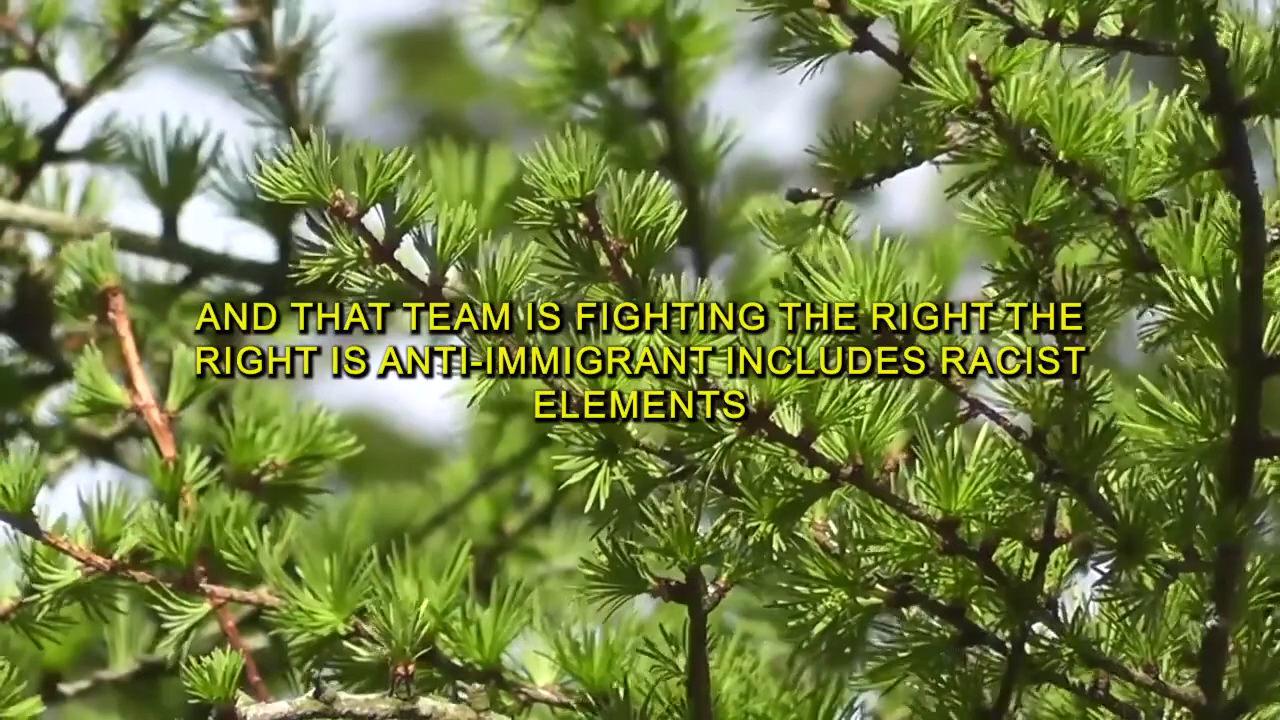 AND THAT TEAM IS FIGHTING THE RIGHT THE
RIGHT IS ANTI-IMMIGRANT INCLUDES RACIST
ELEMENTS